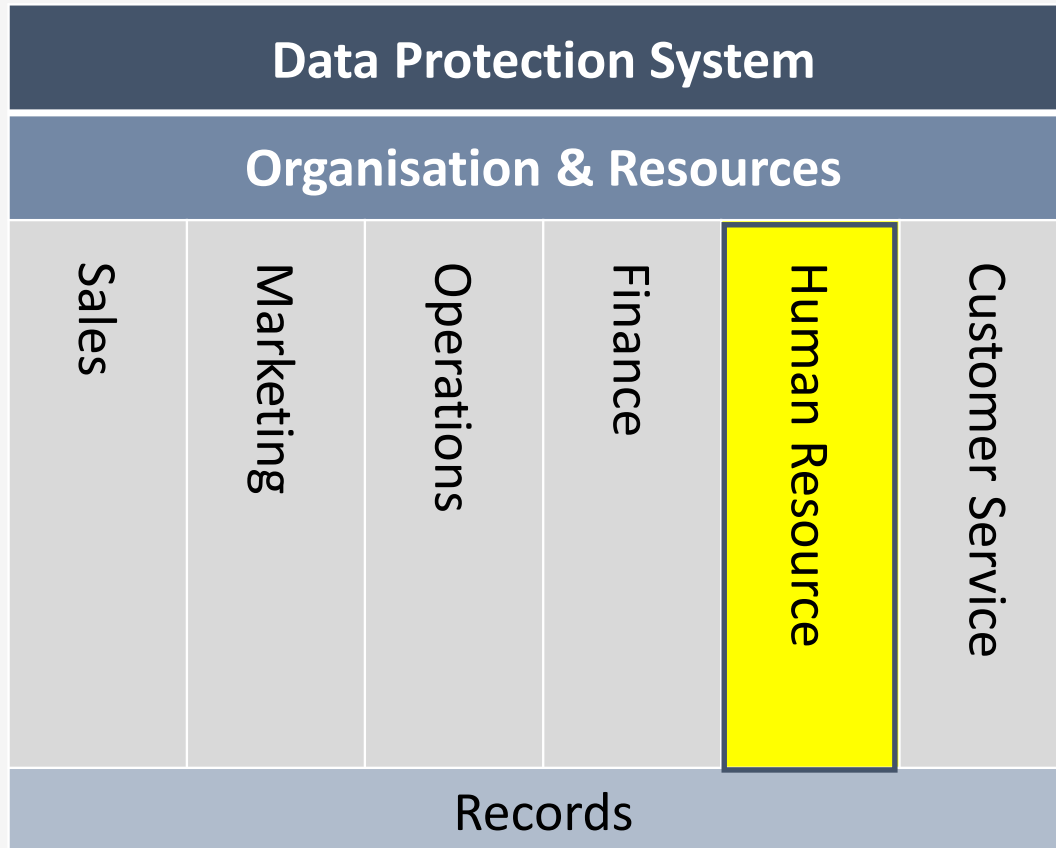 Data Protection System
Organisation & Resources
Sales
Marketing
Operations
Finance
Human Resource
Customer Service
Records